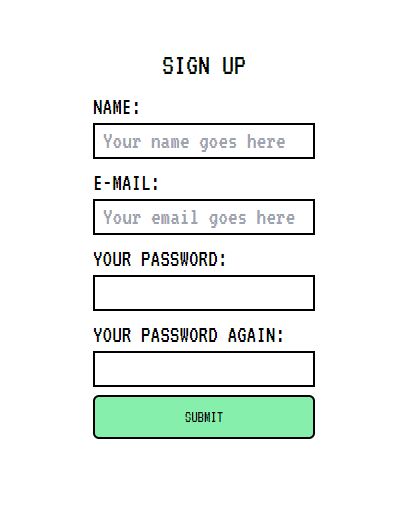 SIGN UP
NAME:
Your name goes here
E-MAIL:
Your email goes here
YOUR PASSWORD:
YOUR PASSWORD AGAIN:
SUBMIT